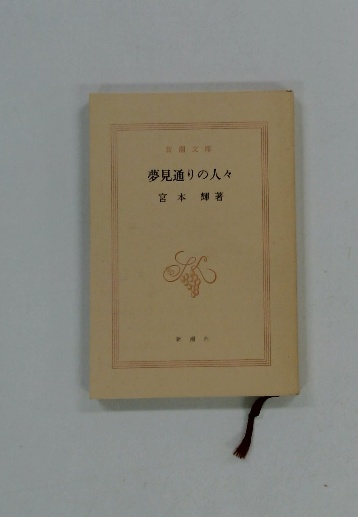 新潮文庫
夢見通りの人々
宮本 輝著
新潮社